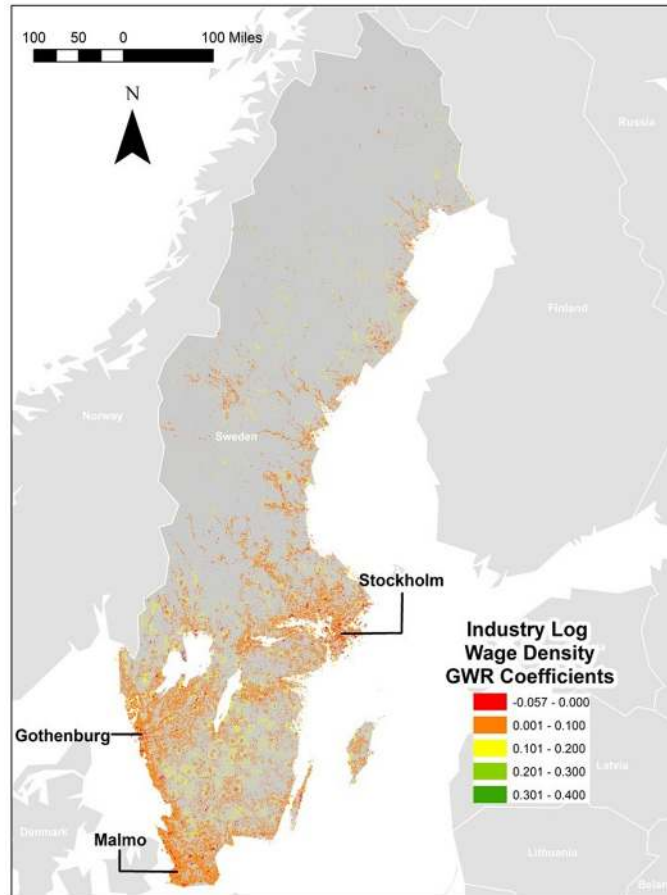 100 50 0 100 Miles
N
Russia
Finland
Norway
Sweden
Stockholm
Industry Log
Wage Density
GWR Coefficients
-0.057 - 0.000
0.001 - 0.100
0.101 - 0.200
0.201 - 0.300
0.301 - 0.400
Gothenburg
Latvia
Denmark
Malmo
Lithuania